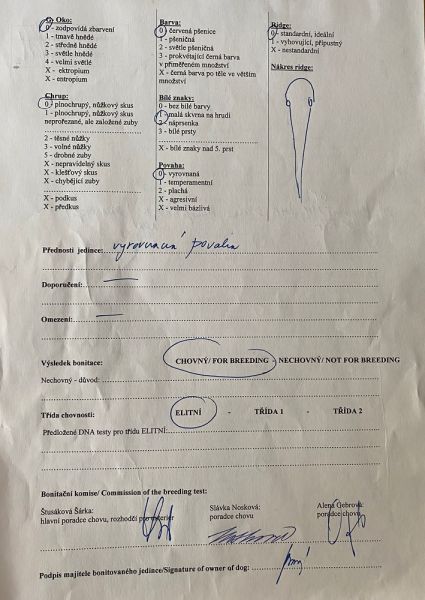 Oko:
0 - zodpovídá zbarvení
1 - tmavě hnědé
2 - středně hnědé
3 - světle hnědé
4 - velmi světlé
X - ektropium
X - entropium
Chrup:
0 - plnochrupý, nůžkový skus
1 - plnochrupý, nůžkový skus
neprořezané, ale založené zuby
2 - těsné nůžky
3 - volné nůžky
5 - drobné zuby
X - nepravidelný skus
X - klešťový skus
X - chybějící zuby
X - podkus
X - předkus
Barva:
0 - červená pšenice
1 - pšeničná
2 - světle pšeničná
3 - prokvétající černá barva
v přiměřeném množství
X - černá barva po těle ve větším
množství
Bílé znaky:
0 - bez bílé barvy
1 - malá skvrna na hrudi
2 - náprsenka
3 - bílé prsty
X - bílé znaky nad 5. prst
Povaha:
0 - vyrovnaná
1 - temperamentní
2 - plachá
X - agresivní
X - velmi bázlivá
Ridge:
0 - standardní, ideální
1 - vyhovující, přípustný
X - nestandardní
Nákres ridge:
Přednosti jedince: vyrovnaná povaha
Doporučení: —
Omezení: —
Výsledek bonitace: CHOVNÝ/ FOR BREEDING - NECHOVNÝ/ NOT FOR BREEDING
Nechovný - důvod:
Třída chovnosti: ELITNÍ - TŘÍDA 1 - TŘÍDA 2
Předložené DNA testy pro třídu ELITNÍ:
Bonitační komise/ Commission of the breeding test:
Štusáková Šárka: Slávka Nosková: Alena Gebrová:
hlavní poradce chovu, rozhodčí pro exteriér poradce chovu poradce chovu
Podpis majitele bonitovaného jedince/Signature of owner of dog: